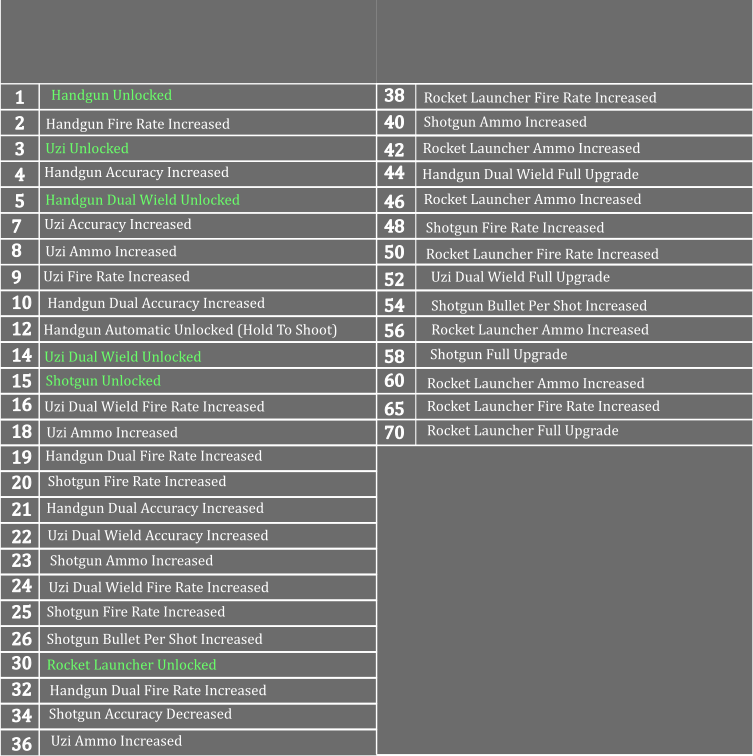 1 Handgun Unlocked
2 Handgun Fire Rate Increased
3 Uzi Unlocked
4 Handgun Accuracy Increased
5 Handgun Dual Wield Unlocked
7 Uzi Accuracy Increased
8 Uzi Ammo Increased
9 Uzi Fire Rate Increased
10 Handgun Dual Accuracy Increased
12 Handgun Automatic Unlocked (Hold To Shoot)
14 Uzi Dual Wield Unlocked
15 Shotgun Unlocked
16 Uzi Dual Wield Fire Rate Increased
18 Uzi Ammo Increased
19 Handgun Dual Fire Rate Increased
20 Shotgun Fire Rate Increased
21 Handgun Dual Accuracy Increased
22 Uzi Dual Wield Accuracy Increased
23 Shotgun Ammo Increased
24 Uzi Dual Wield Fire Rate Increased
25 Shotgun Fire Rate Increased
26 Shotgun Bullet Per Shot Increased
30 Rocket Launcher Unlocked
32 Handgun Dual Fire Rate Increased
34 Shotgun Accuracy Decreased
36 Uzi Ammo Increased
38 Rocket Launcher Fire Rate Increased
40 Shotgun Ammo Increased
42 Rocket Launcher Ammo Increased
44 Handgun Dual Wield Full Upgrade
46 Rocket Launcher Ammo Increased
48 Shotgun Fire Rate Increased
50 Rocket Launcher Fire Rate Increased
52 Uzi Dual Wield Full Upgrade
54 Shotgun Bullet Per Shot Increased
56 Rocket Launcher Ammo Increased
58 Shotgun Full Upgrade
60 Rocket Launcher Ammo Increased
65 Rocket Launcher Fire Rate Increased
70 Rocket Launcher Full Upgrade